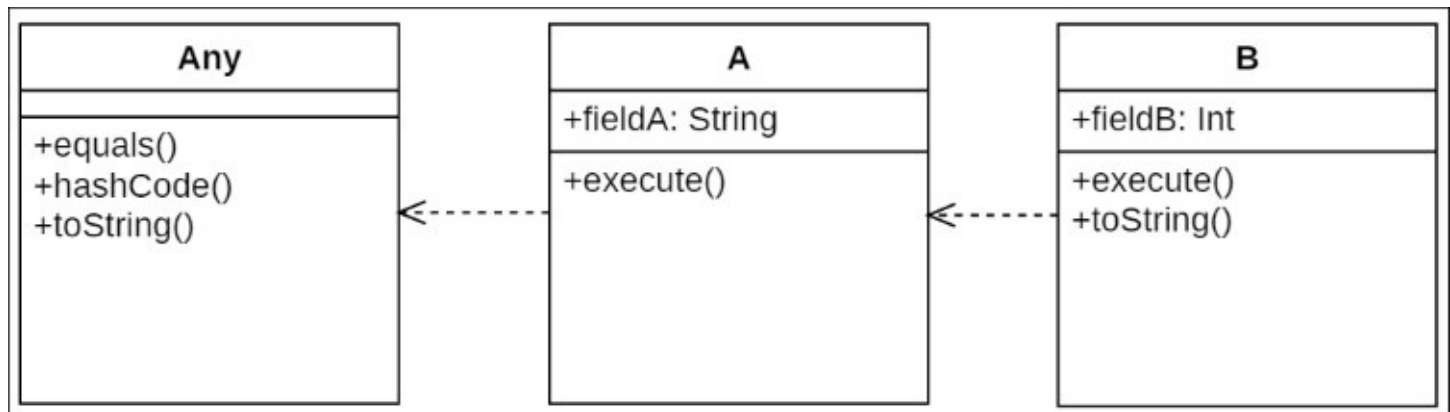 Any
+equals()
+hashCode()
+toString()
A
+fieldA: String
+execute()
B
+fieldB: Int
+execute()
+toString()